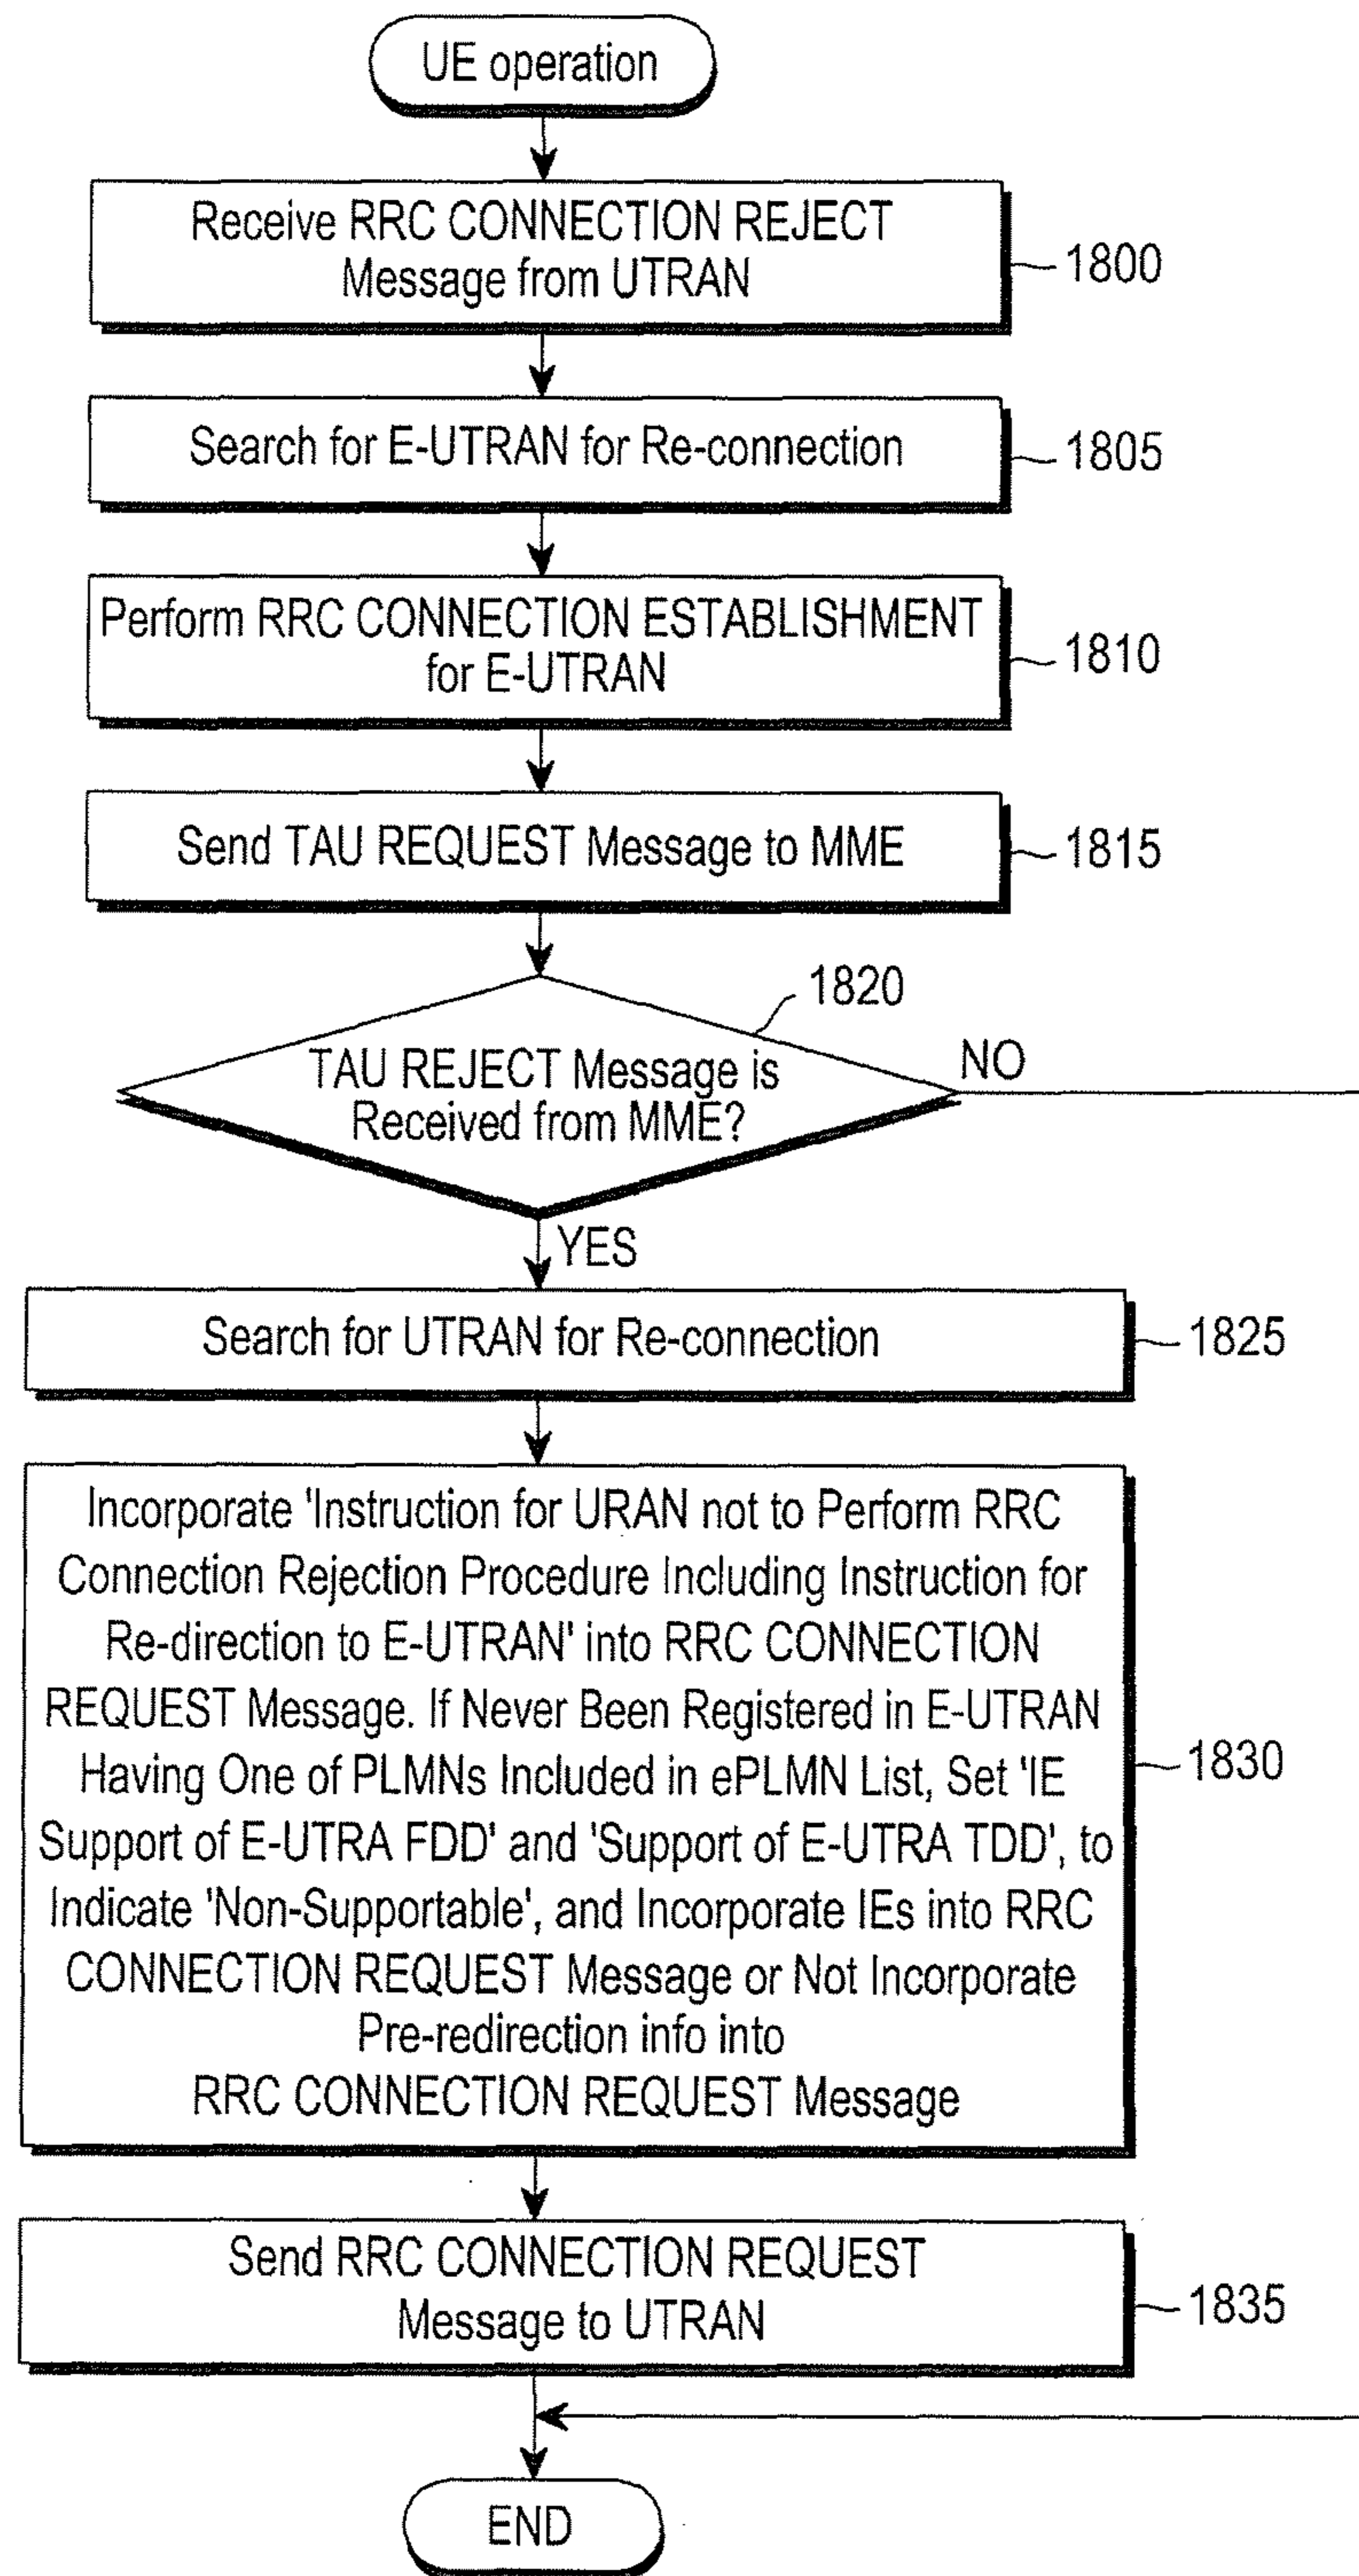 UE operation
Receive RRC CONNECTION REJECT
Message from UTRAN
1800
Search for E-UTRAN for Re-connection
1805
Perform RRC CONNECTION ESTABLISHMENT
for E-UTRAN
1810
Send TAU REQUEST Message to MME
1815
1820
TAU REJECT Message is
Received from MME?
NO
YES
Search for UTRAN for Re-connection
1825
Incorporate 'Instruction for URAN not to Perform RRC
Connection Rejection Procedure Including Instruction for
Re-direction to E-UTRAN' into RRC CONNECTION
REQUEST Message. If Never Been Registered in E-UTRAN
Having One of PLMNs Included in ePLMN List, Set 'IE
Support of E-UTRA FDD' and 'Support of E-UTRA TDD', to
Indicate 'Non-Supportable', and Incorporate IEs into RRC
CONNECTION REQUEST Message or Not Incorporate
Pre-redirection info into
RRC CONNECTION REQUEST Message
1830
Send RRC CONNECTION REQUEST
Message to UTRAN
1835
END